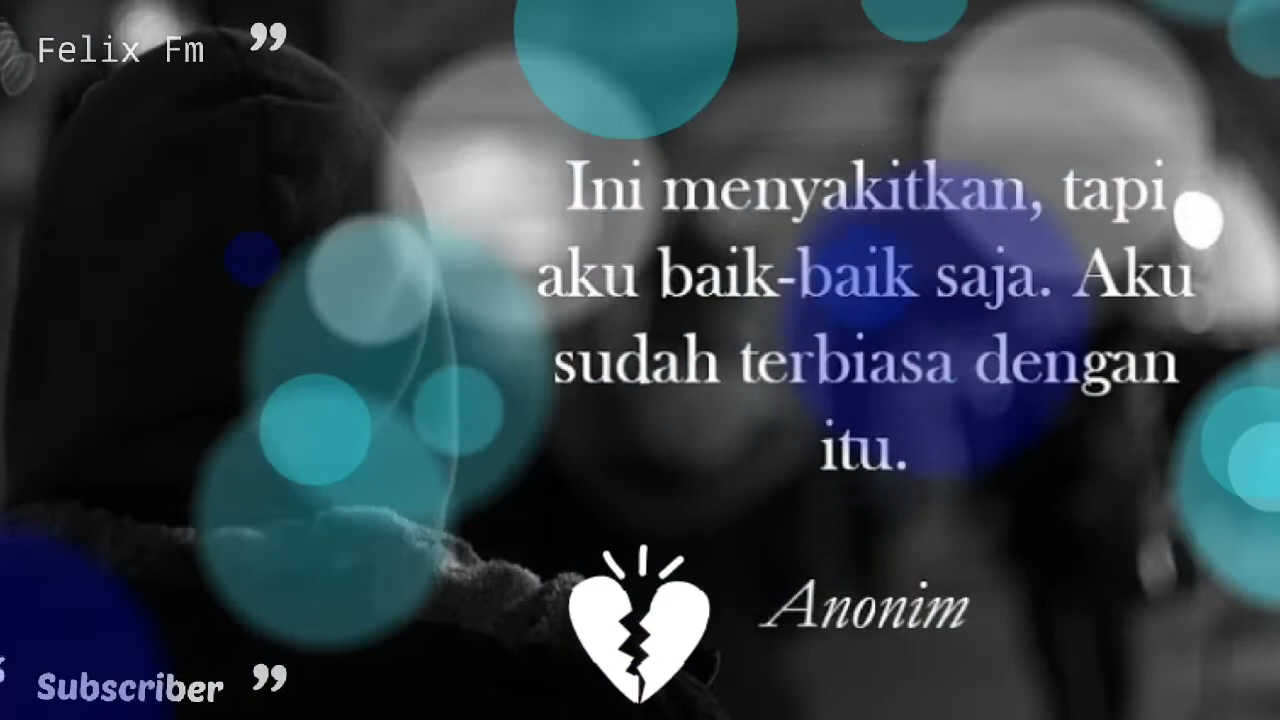 Felix Fm ”
Ini menyakitkan, tapi
aku baik-baik saja. Aku
sudah terbiasa dengan
itu.
Anonim
Subscriber ”